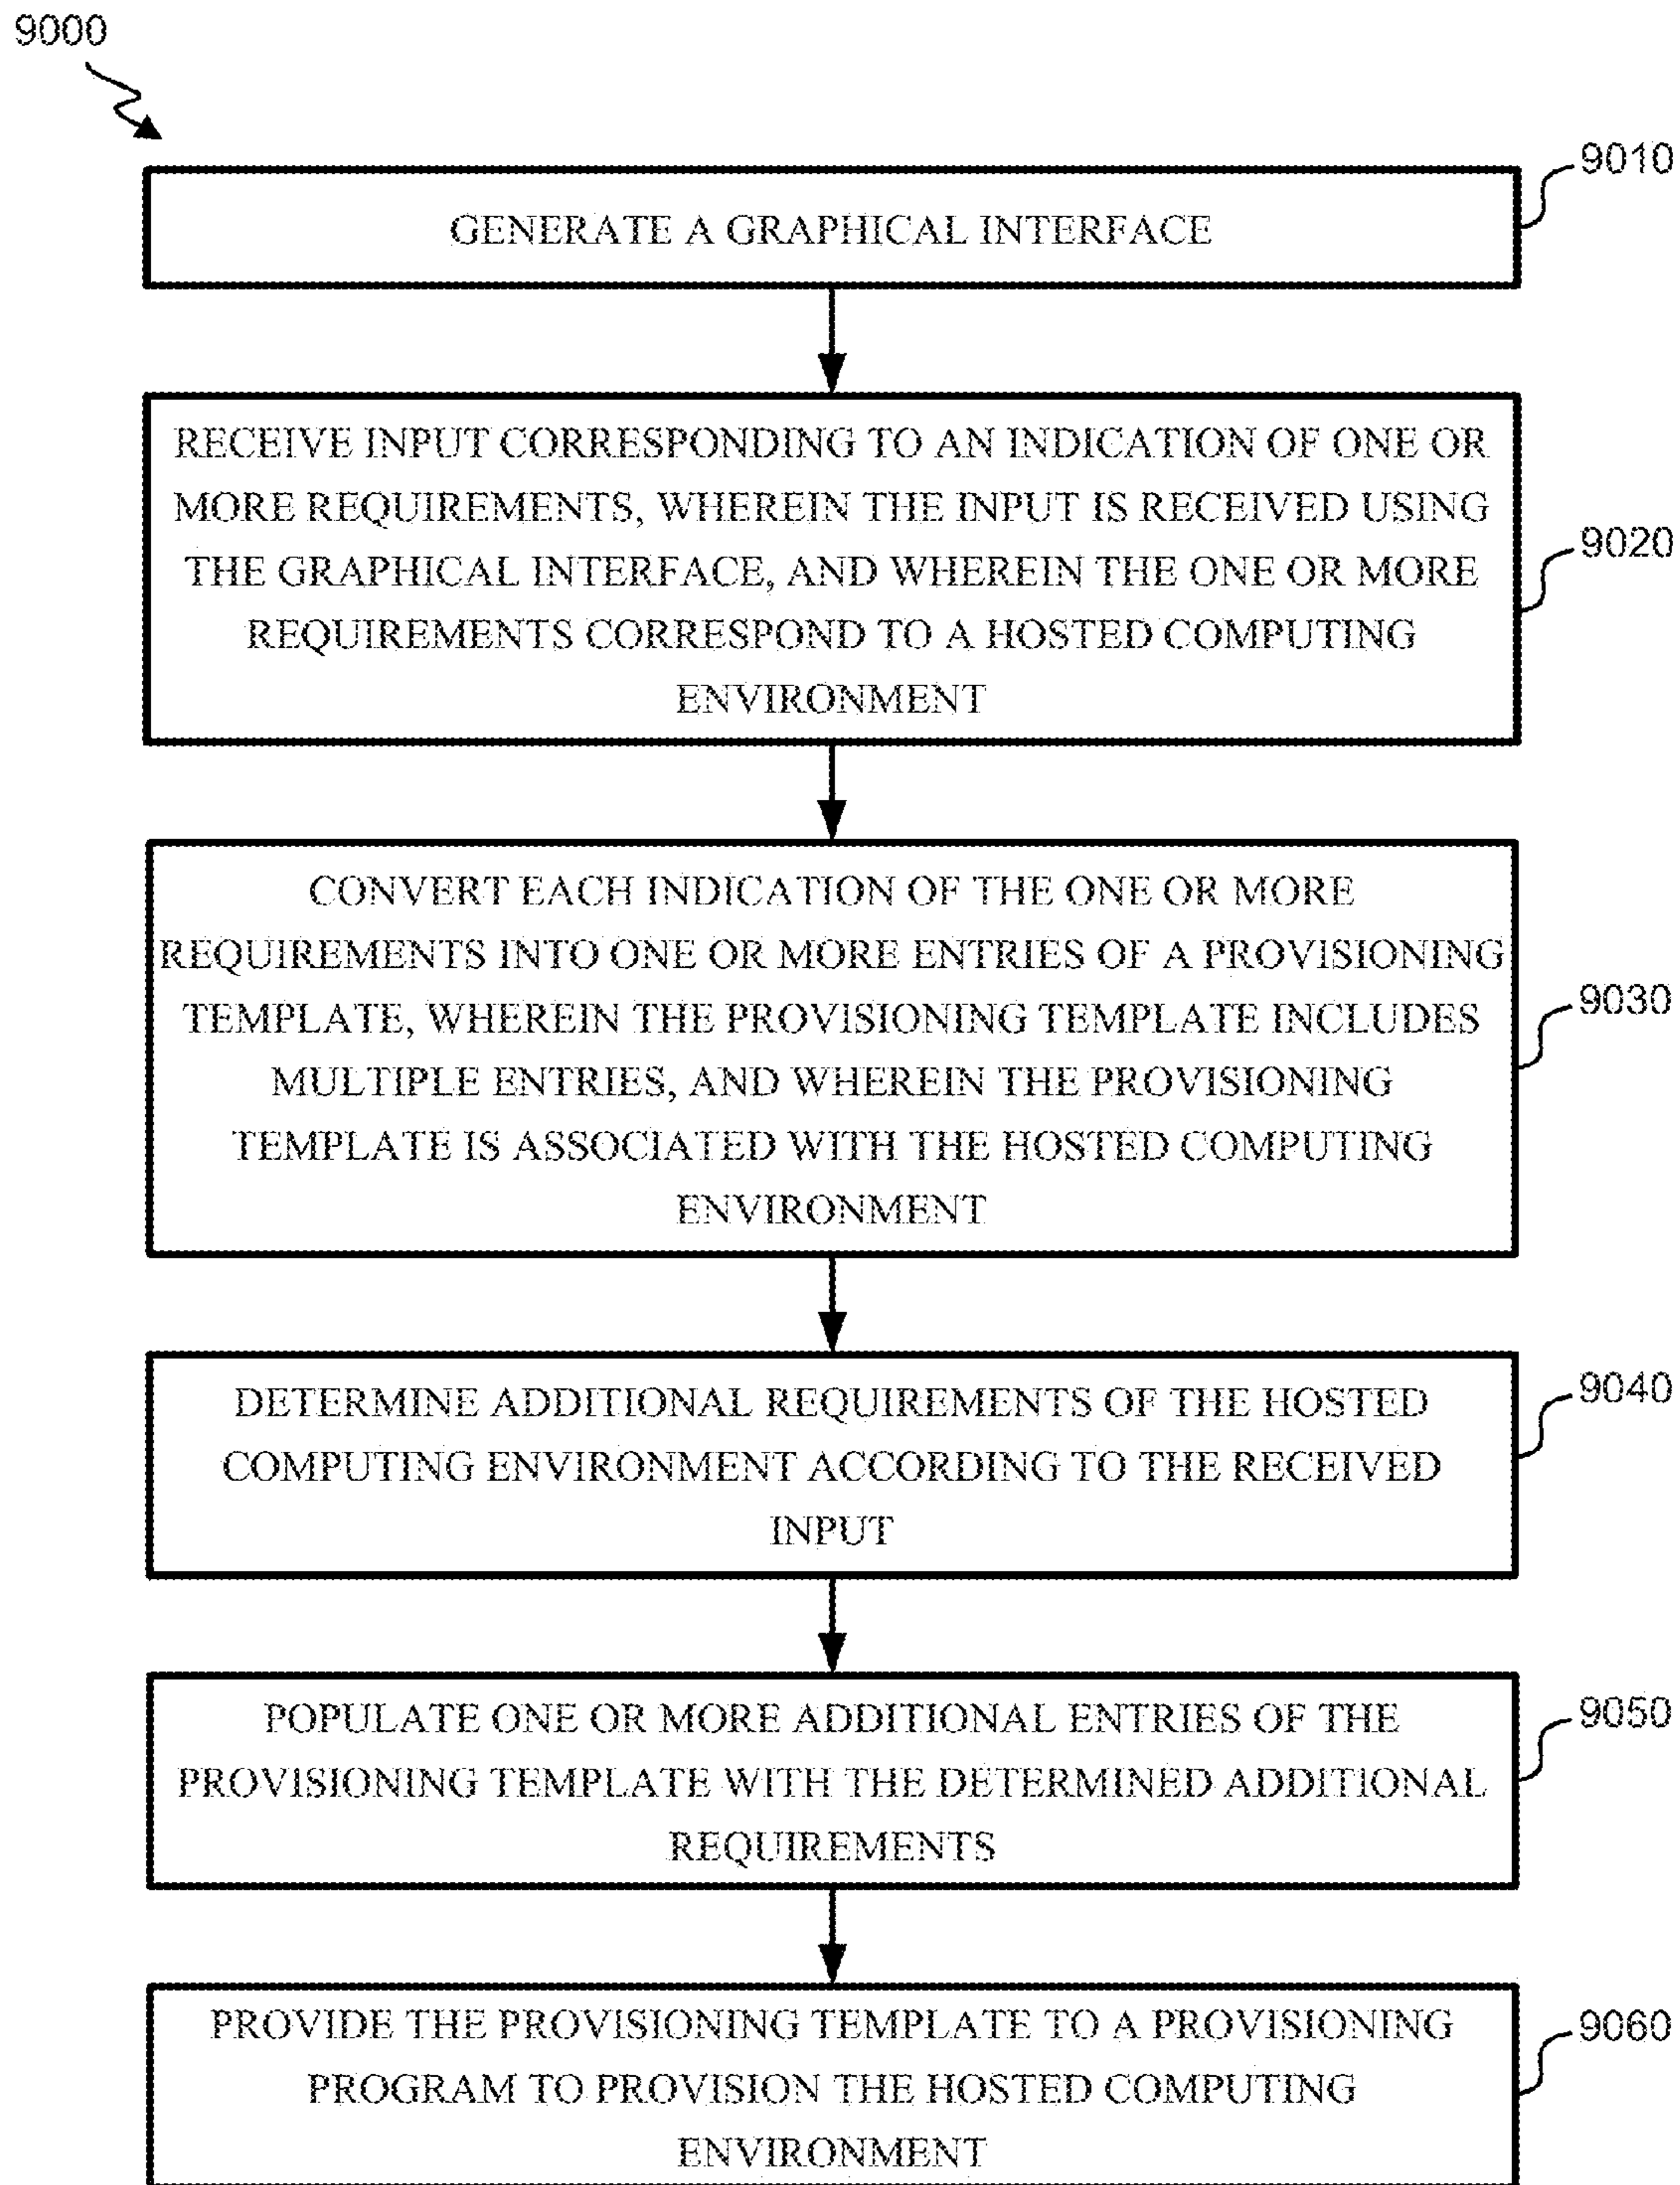 9000
9010
GENERATE A GRAPHICAL INTERFACE
RECEIVE INPUT CORRESPONDING TO AN INDICATION OF ONE OR
MORE REQUIREMENTS, WHEREIN THE INPUT IS RECEIVED USING
THE GRAPHICAL INTERFACE, AND WHEREIN THE ONE OR MORE
REQUIREMENTS CORRESPOND TO A HOSTED COMPUTING
ENVIRONMENT
9020
CONVERT EACH INDICATION OF THE ONE OR MORE
REQUIREMENTS INTO ONE OR MORE ENTRIES OF A PROVISIONING
TEMPLATE, WHEREIN THE PROVISIONING TEMPLATE INCLUDES
MULTIPLE ENTRIES, AND WHEREIN THE PROVISIONING
TEMPLATE IS ASSOCIATED WITH THE HOSTED COMPUTING
ENVIRONMENT
9030
DETERMINE ADDITIONAL REQUIREMENTS OF THE HOSTED
COMPUTING ENVIRONMENT ACCORDING TO THE RECEIVED
INPUT
9040
POPULATE ONE OR MORE ADDITIONAL ENTRIES OF THE
PROVISIONING TEMPLATE WITH THE DETERMINED ADDITIONAL
REQUIREMENTS
9050
PROVIDE THE PROVISIONING TEMPLATE TO A PROVISIONING
PROGRAM TO PROVISION THE HOSTED COMPUTING
ENVIRONMENT
9060